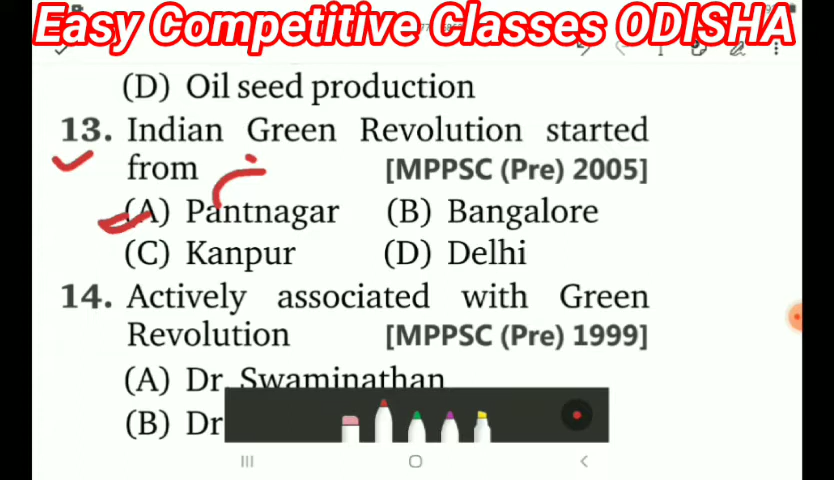 Easy Competitive Classes ODISHA
(D) Oil seed production
13. Indian Green Revolution started
from [MPPSC (Pre) 2005]
(A) Pantnagar (B) Bangalore
(C) Kanpur (D) Delhi
14. Actively associated with Green
Revolution [MPPSC (Pre) 1999]
(A) Dr. Swaminathan
(B) Dr